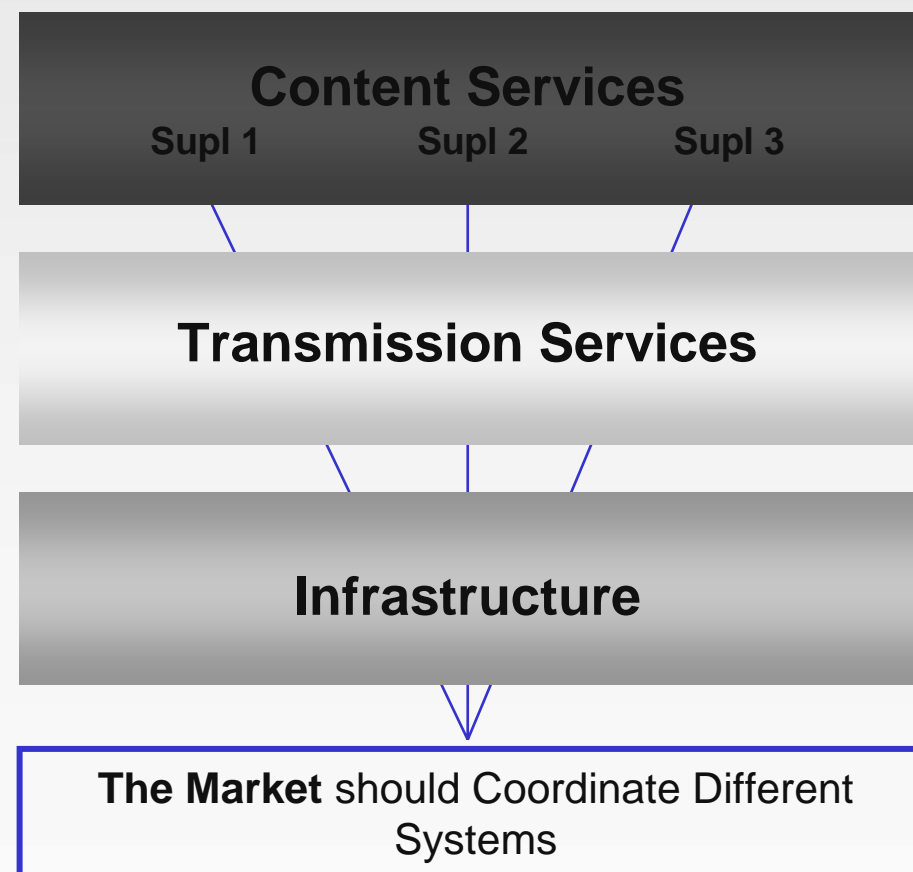 Content Services
Supl 1 Supl 2 Supl 3
Transmission Services
Infrastructure
The Market should Coordinate Different
Systems